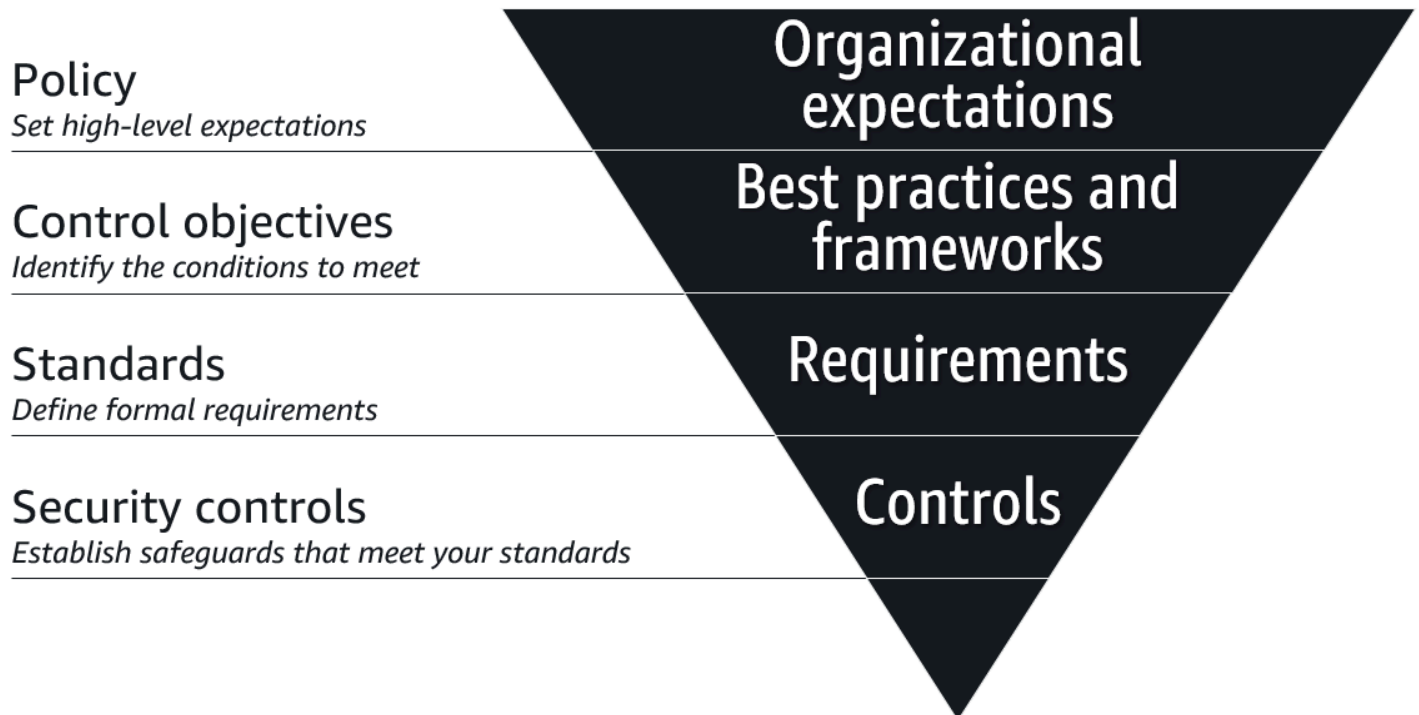 Organizational
expectations
Policy
Set high-level expectations
Best practices and
frameworks
Control objectives
Identify the conditions to meet
Requirements
Standards
Define formal requirements
Controls
Security controls
Establish safeguards that meet your standards